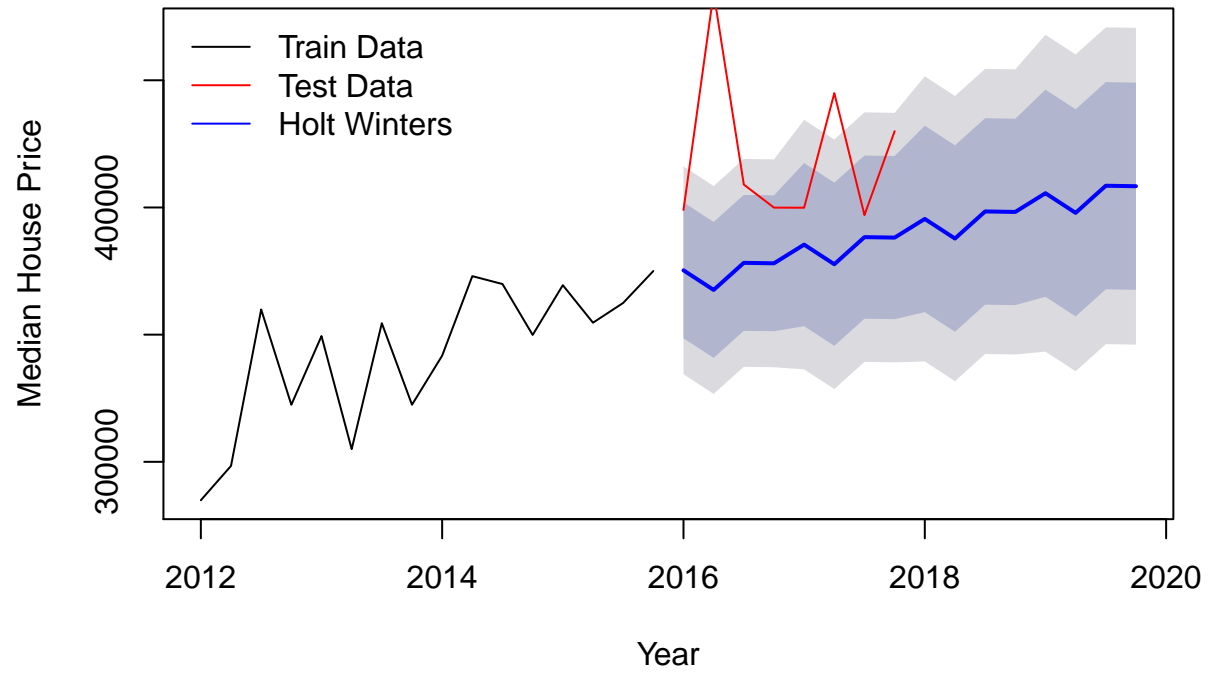 Train Data
Test Data
Holt Winters
Median House Price
400000
300000
2012 2014 2016 2018 2020
Year